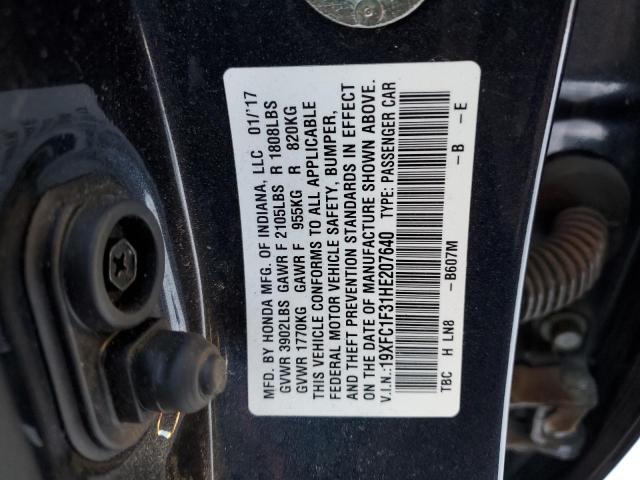 MFD. BY HONDA MFG. OF INDIANA, LLC 01/'17
GVWR 3902LBS GAWR F 2105LBS R 1808LBS
GVWR 1770KG GAWR F 955KG R 820KG
THIS VEHICLE CONFORMS TO ALL APPLICABLE
FEDERAL MOTOR VEHICLE SAFETY, BUMPER,
AND THEFT PREVENTION STANDARDS IN EFFECT
ON THE DATE OF MANUFACTURE SHOWN ABOVE.
V.I.N.:19XFC1F31HE207640 TYPE: PASSENGER CAR
TBC H LN8 -B607M -B -E